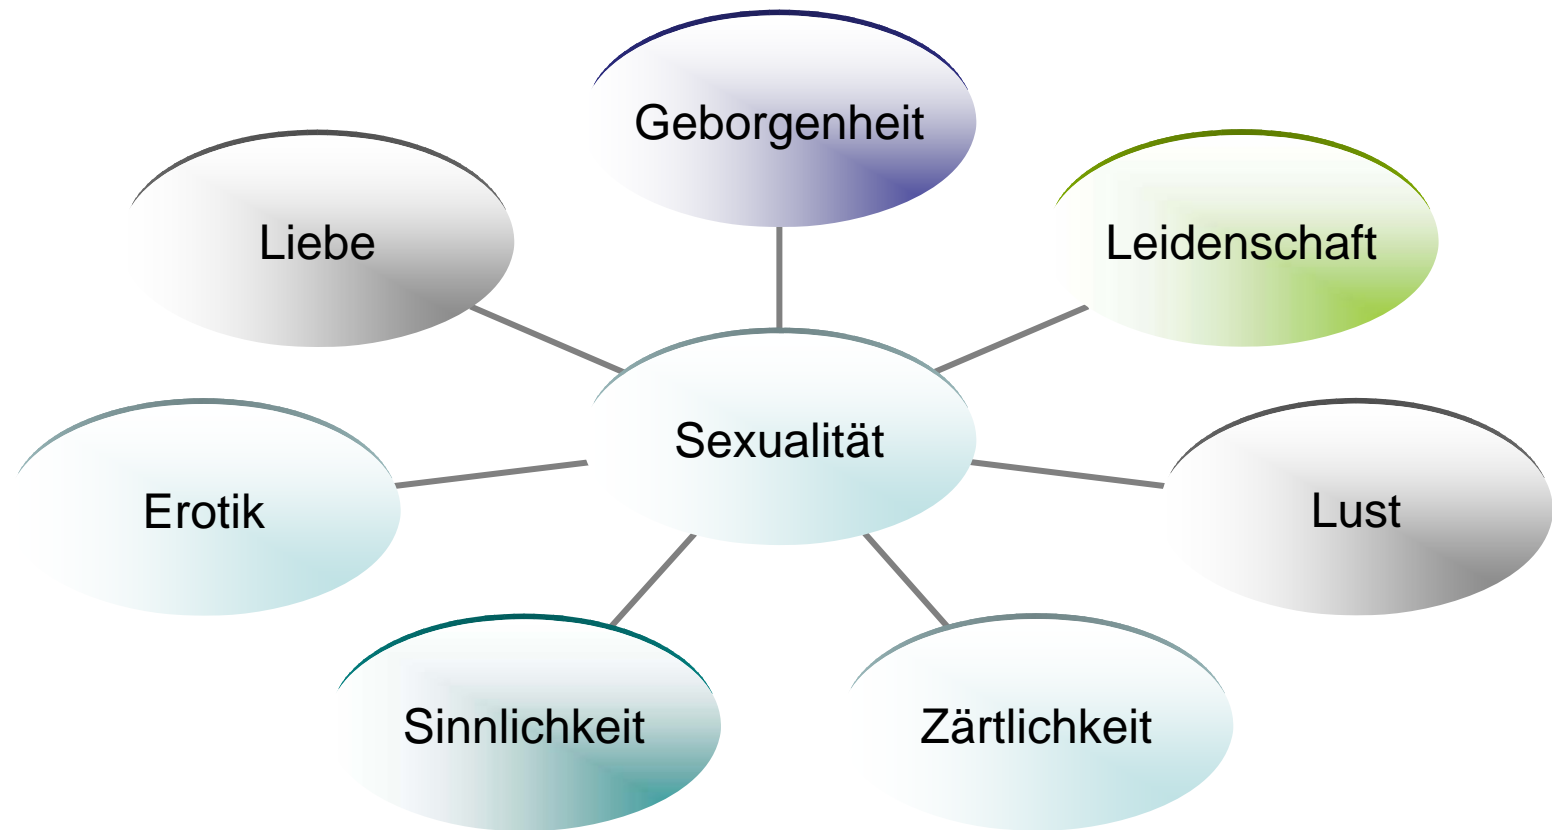 Geborgenheit
Liebe
Leidenschaft
Sexualität
Erotik
Lust
Sinnlichkeit
Zärtlichkeit